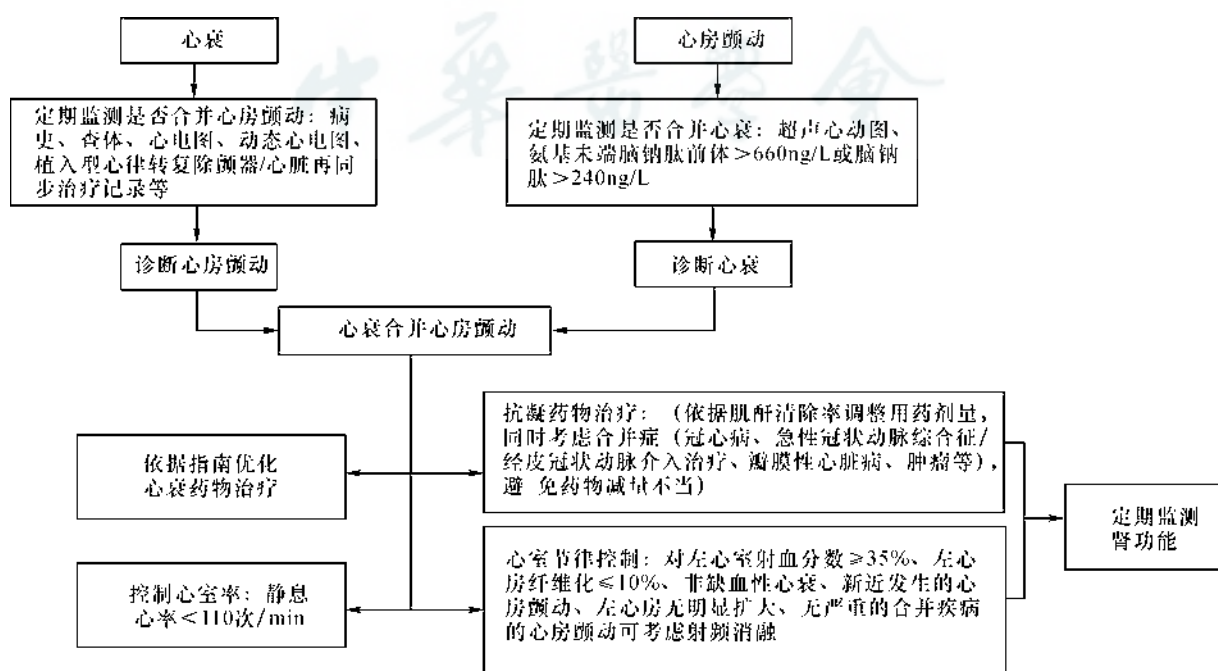 中华医学会
心衰
心房颤动
定期监测是否合并心房颤动：病
史、查体、心电图、动态心电图、
植入型心律转复除颤器/心脏再同
步治疗记录等
定期监测是否合并心衰：超声心动图、
氨基末端脑钠肽前体>660ng/L或脑钠
肽>240ng/L
诊断心房颤动
诊断心衰
心衰合并心房颤动
依据指南优化
心衰药物治疗
抗凝药物治疗：（依据肌酐清除率调整用药剂量，
同时考虑合并症（冠心病、急性冠状动脉综合征/
经皮冠状动脉介入治疗、瓣膜性心脏病、肿瘤等），
避 免药物减量不当）
定期监测
肾功能
控制心室率：静息
心率<110次/min
心室节律控制：对左心室射血分数≥35%、左心
房纤维化≤10%、非缺血性心衰、新近发生的心
房颤动、左心房无明显扩大、无严重的合并疾病
的心房颤动可考虑射频消融